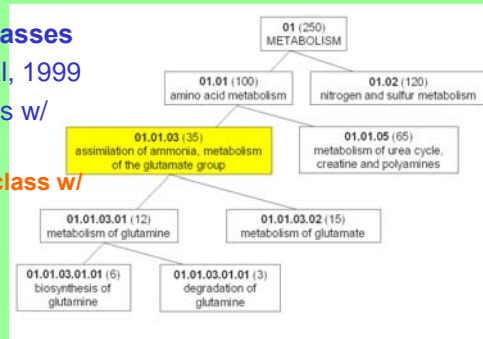 asses
l, 1999
s w/
class w/
01 (250)
METABOLISM
01.01 (100)
amino acid metabolism
01.02 (120)
nitrogen and sulfur metabolism
01.01.03 (35)
assimilation of ammonia, metabolism
of the glutamate group
01.01.05 (65)
metabolism of urea cycle,
creatine and polyamines
01.01.03.01 (12)
metabolism of glutamine
01.01.03.02 (15)
metabolism of glutamate
01.01.03.01.01 (6)
biosynthesis of
glutamine
01.01.03.01.01 (3)
degradation of
glutamine